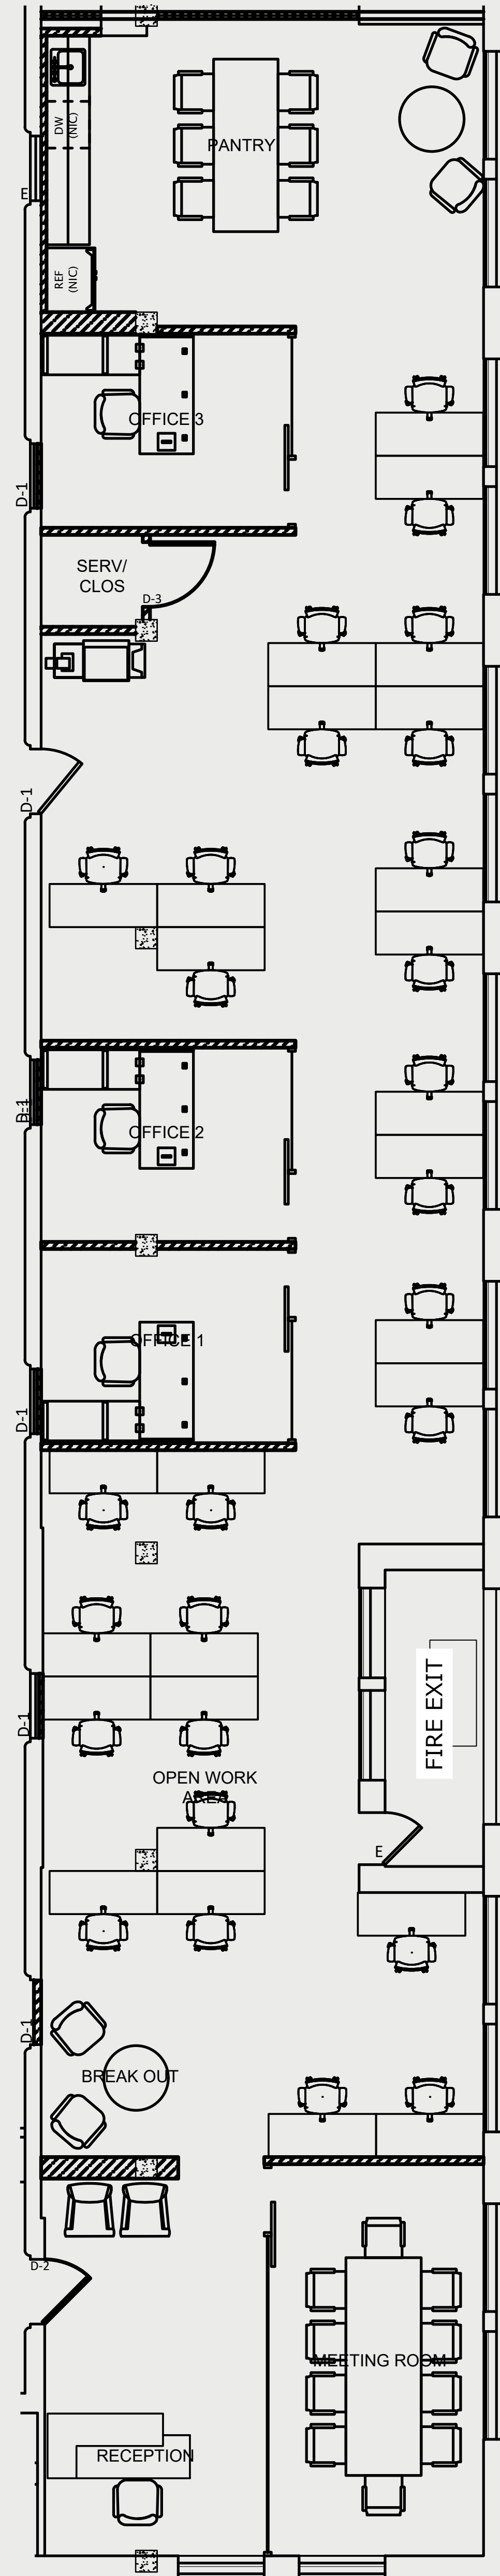 DW
(NIC)
PANTRY
E
REF
(NIC)
OFFICE 3
D-1
SERV/
CLOS
D-3
D-1
D-1
OFFICE 2
OFFICE 1
D-1
FIRE EXIT
D-1
OPEN WORK
AREA
E
D-1
BREAK OUT
D-2
MEETING ROOM
RECEPTION